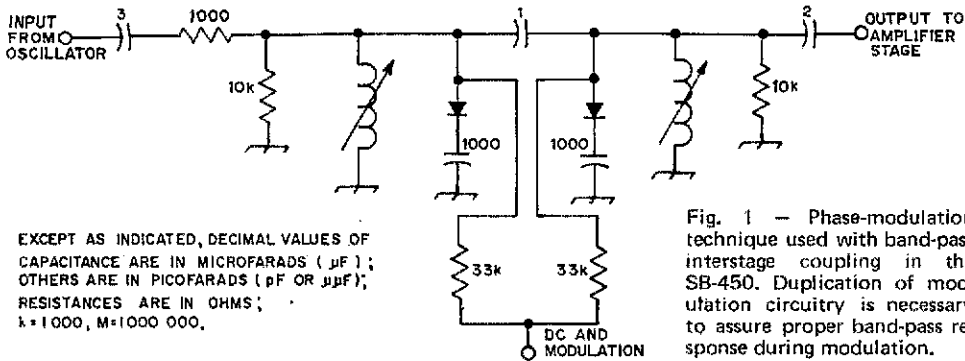 INPUT
FROM
OSCILLATOR
3
1000
1
2
OUTPUT TO
AMPLIFIER
STAGE
10k
1000
1000
10k
33k
33k
DC AND
MODULATION
EXCEPT AS INDICATED, DECIMAL VALUES OF
CAPACITANCE ARE IN MICROFARADS ( µF ) ;
OTHERS ARE IN PICOFARADS ( pF OR µµF);
RESISTANCES ARE IN OHMS ;
k=1000, M=1000 000.
Fig. 1 — Phase-modulation
technique used with band-pas
interstage coupling in th
SB-450. Duplication of mod
ulation circuitry is necessary
to assure proper band-pass re
sponse during modulation.